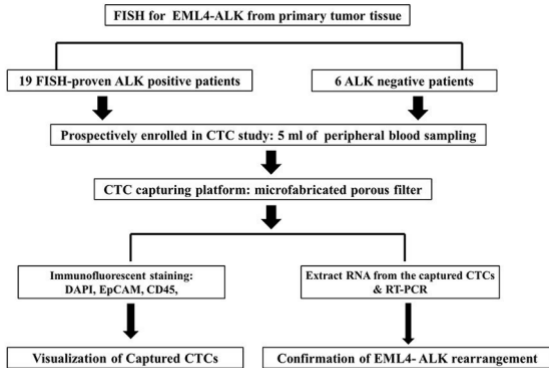 FISH for EML4-ALK from primary tumor tissue
19 FISH-proven ALK positive patients
6 ALK negative patients
Prospectively enrolled in CTC study: 5 ml of peripheral blood sampling
CTC capturing platform: microfabricated porous filter
Immunofluorescent staining:
DAPI, EpCAM, CD45,
Extract RNA from the captured CTCs
& RT-PCR
Visualization of Captured CTCs
Confirmation of EML4- ALK rearrangement